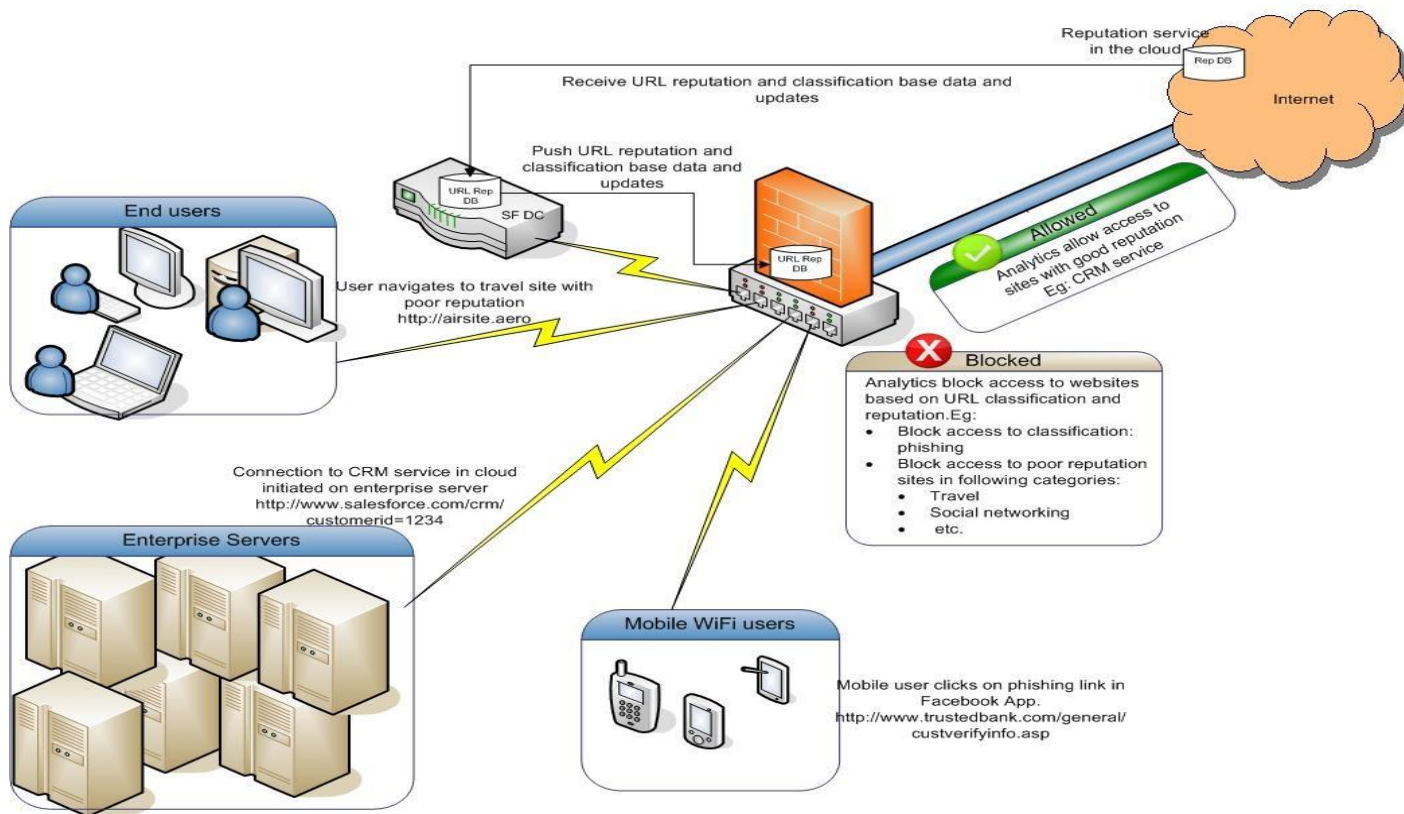 Reputation service
in the cloud
Rep DB
Internet
Receive URL reputation and classification base data and
updates
Push URL reputation and
classification base data and
updates
URL Rep
DB
SF DC
URL Rep
DB
Allowed
Analytics allow access to
sites with good reputation
Eg: CRM service
End users
User navigates to travel site with
poor reputation
http://airsite.aero
Blocked
Analytics block access to websites
based on URL classification and
reputation.Eg:
• Block access to classification:
phishing
• Block access to poor reputation
sites in following categories:
• Travel
• Social networking
• etc.
Connection to CRM service in cloud
initiated on enterprise server
http://www.salesforce.com/crm/
customerid=1234
Enterprise Servers
Mobile WiFi users
Mobile user clicks on phishing link in
Facebook App.
http://www.trustedbank.com/general/
custverifyinfo.asp